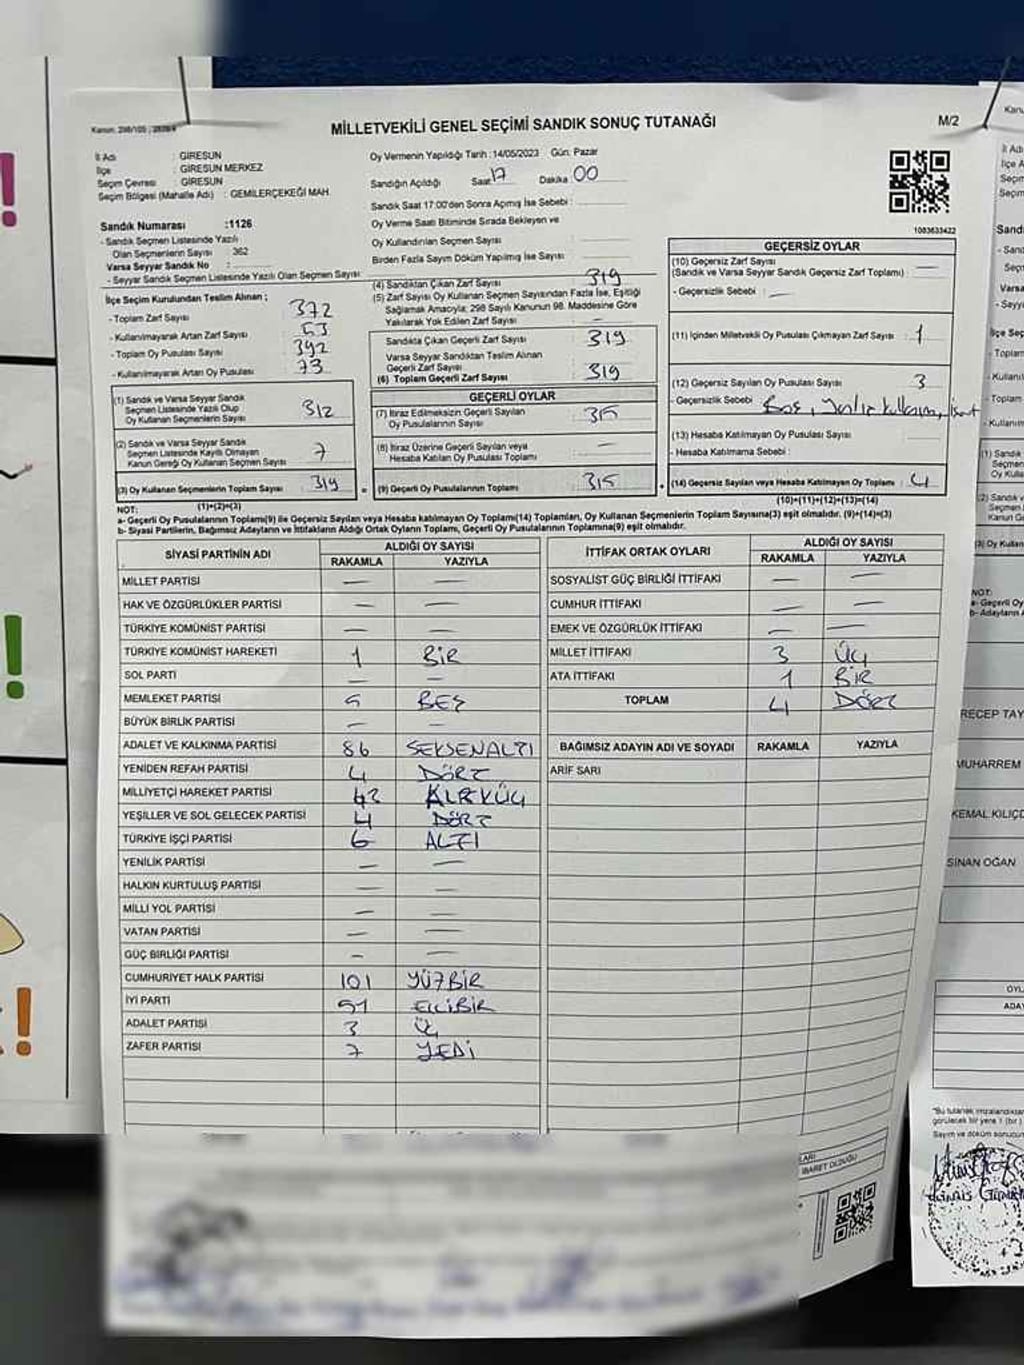 Kanun: 298/105 ; 2839/4
MİLLETVEKİLİ GENEL SEÇİMİ SANDIK SONUÇ TUTANAĞI
M/2
İl Adı : GİRESUN
İlçe : GİRESUN MERKEZ
Seçim Çevresi : GİRESUN
Seçim Bölgesi (Mahalle Adı) : GEMİLERÇEKEĞİ MAH.
Oy Vermenin Yapıldığı Tarih :14/05/2023 Gün: Pazar
Sandığın Açıldığı Saat 17 Dakika :00
Sandık Saat 17:00'den Sonra Açımış İse Sebebi :
Oy Verme Saati Bitiminde Sırada Bekleyen ve
Oy Kullandırılan Seçmen Sayısı :
Birden Fazla Sayım Döküm Yapılmış İse Sayısı :
Sandık Numarası :1126
- Sandık Seçmen Listesinde Yazılı
Olan Seçmenlerin Sayısı : 362
Varsa Seyyar Sandık No :
- Seyyar Sandık Seçmen Listesinde Yazılı Olan Seçmen Sayısı:
İlçe Seçim Kurulundan Teslim Alınan ;
- Toplam Zarf Sayısı : 372
- Kullanılmayarak Artan Zarf Sayısı : 53
- Toplam Oy Pusulası Sayısı : 392
- Kullanılmayarak Artan Oy Pusulası : 73
(1) Sandık ve Varsa Seyyar Sandık
Seçmen Listesinde Yazılı Olup
Oy Kullanan Seçmenlerin Sayısı : 312
(2) Sandık ve Varsa Seyyar Sandık
Seçmen Listesinde Kayıtlı Olmayan
Kanun Gereği Oy Kullanan Seçmen Sayısı : 7
(3) Oy Kullanan Seçmenlerin Toplam Sayısı : 319
(1)+(2)=(3)
(4) Sandıktan Çıkan Zarf Sayısı : 319
(5) Zarf Sayısı Oy Kullanan Seçmen Sayısından Fazla İse, Eşitliği
Sağlamak Amacıyla; 298 Sayılı Kanunun 98. Maddesine Göre
Yakılarak Yok Edilen Zarf Sayısı : —
Sandıkta Çıkan Geçerli Zarf Sayısı : 319
Varsa Seyyar Sandıktan Teslim Alınan
Geçerli Zarf Sayısı :
(6) Toplam Geçerli Zarf Sayısı : 319
GEÇERLİ OYLAR
(7) İtiraz Edilmeksizin Geçerli Sayılan
Oy Pusulalarının Sayısı : 315
(8) İtiraz Üzerine Geçerli Sayılan veya
Hesaba Katılan Oy Pusulası Toplamı : —
(9) Geçerli Oy Pusulalarının Toplamı : 315
1083633422
GEÇERSİZ OYLAR
(10) Geçersiz Zarf Sayısı : —
(Sandık ve Varsa Seyyar Sandık Geçersiz Zarf Toplamı)
- Geçersizlik Sebebi : —
(11) İçinden Milletvekili Oy Pusulası Çıkmayan Zarf Sayısı : 1
(12) Geçersiz Sayılan Oy Pusulası Sayısı : 3
- Geçersizlik Sebebi : Boş,
(13) Hesaba Katılmayan Oy Pusulası Sayısı :
- Hesaba Katılmama Sebebi :
(14) Geçersiz Sayılan veya Hesaba Katılmayan Oy Toplamı : 4
(10)+(11)+(12)+(13)=(14)
NOT:
a- Geçerli Oy Pusulalarının Toplamı(9) ile Geçersiz Sayılan veya Hesaba katılmayan Oy Toplamı(14) Toplamları, Oy Kullanan Seçmenlerin Toplam Sayısına(3) eşit olmalıdır. (9)+(14)=(3)
b- Siyasi Partilerin, Bağımsız Adayların ve İttifakların Aldığı Ortak Oyların Toplamı, Geçerli Oy Pusulalarının Toplamına(9) eşit olmalıdır.
SİYASİ PARTİNİN ADI
ALDIĞI OY SAYISI
RAKAMLA YAZIYLA
MİLLET PARTİSİ — —
HAK VE ÖZGÜRLÜKLER PARTİSİ — —
TÜRKİYE KOMÜNİST PARTİSİ — —
TÜRKİYE KOMÜNİST HAREKETİ 1 BİR
SOL PARTİ — —
MEMLEKET PARTİSİ 5 BEŞ
BÜYÜK BİRLİK PARTİSİ — —
ADALET VE KALKINMA PARTİSİ 86 SEKSENALTI
YENİDEN REFAH PARTİSİ 4 DÖRT
MİLLİYETÇİ HAREKET PARTİSİ 43 KIRKÜÇ
YEŞİLLER VE SOL GELECEK PARTİSİ 4 DÖRT
TÜRKİYE İŞÇİ PARTİSİ 6 ALTI
YENİLİK PARTİSİ — —
HALKIN KURTULUŞ PARTİSİ — —
MİLLİ YOL PARTİSİ — —
VATAN PARTİSİ — —
GÜÇ BİRLİĞİ PARTİSİ — —
CUMHURİYET HALK PARTİSİ 101 YÜZBİR
İYİ PARTİ 51 ELLİBİR
ADALET PARTİSİ 3 ÜÇ
ZAFER PARTİSİ 7 YEDİ
İTTİFAK ORTAK OYLARI
ALDIĞI OY SAYISI
RAKAMLA YAZIYLA
SOSYALİST GÜÇ BİRLİĞİ İTTİFAKI — —
CUMHUR İTTİFAKI — —
EMEK VE ÖZGÜRLÜK İTTİFAKI — —
MİLLET İTTİFAKI 3 ÜÇ
ATA İTTİFAKI 1 BİR
TOPLAM 4 DÖRT
BAĞIMSIZ ADAYIN ADI VE SOYADI RAKAMLA YAZIYLA
ARİF SARI
İBARET OLDUĞU
İl Adı
İlçe
NOT:
RECEP TAY
MUHARREM
KEMAL KILIÇD
SİNAN OĞAN
"Bu tutanak imzalandıktan
görülecek bir yere 1 (bir)
Sayım ve döküm sonucu